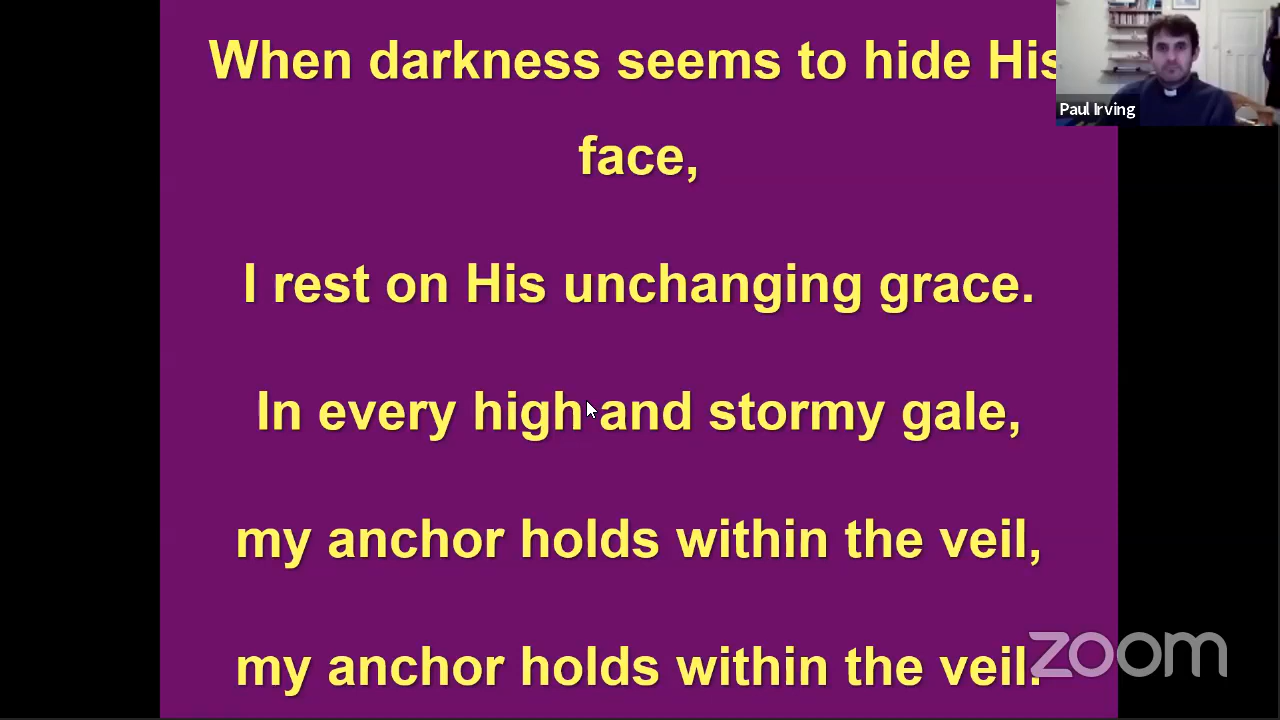 When darkness seems to hide His
face,
I rest on His unchanging grace.
In every high and stormy gale,
my anchor holds within the veil,
my anchor holds within the veil.
Paul Irving
zoom